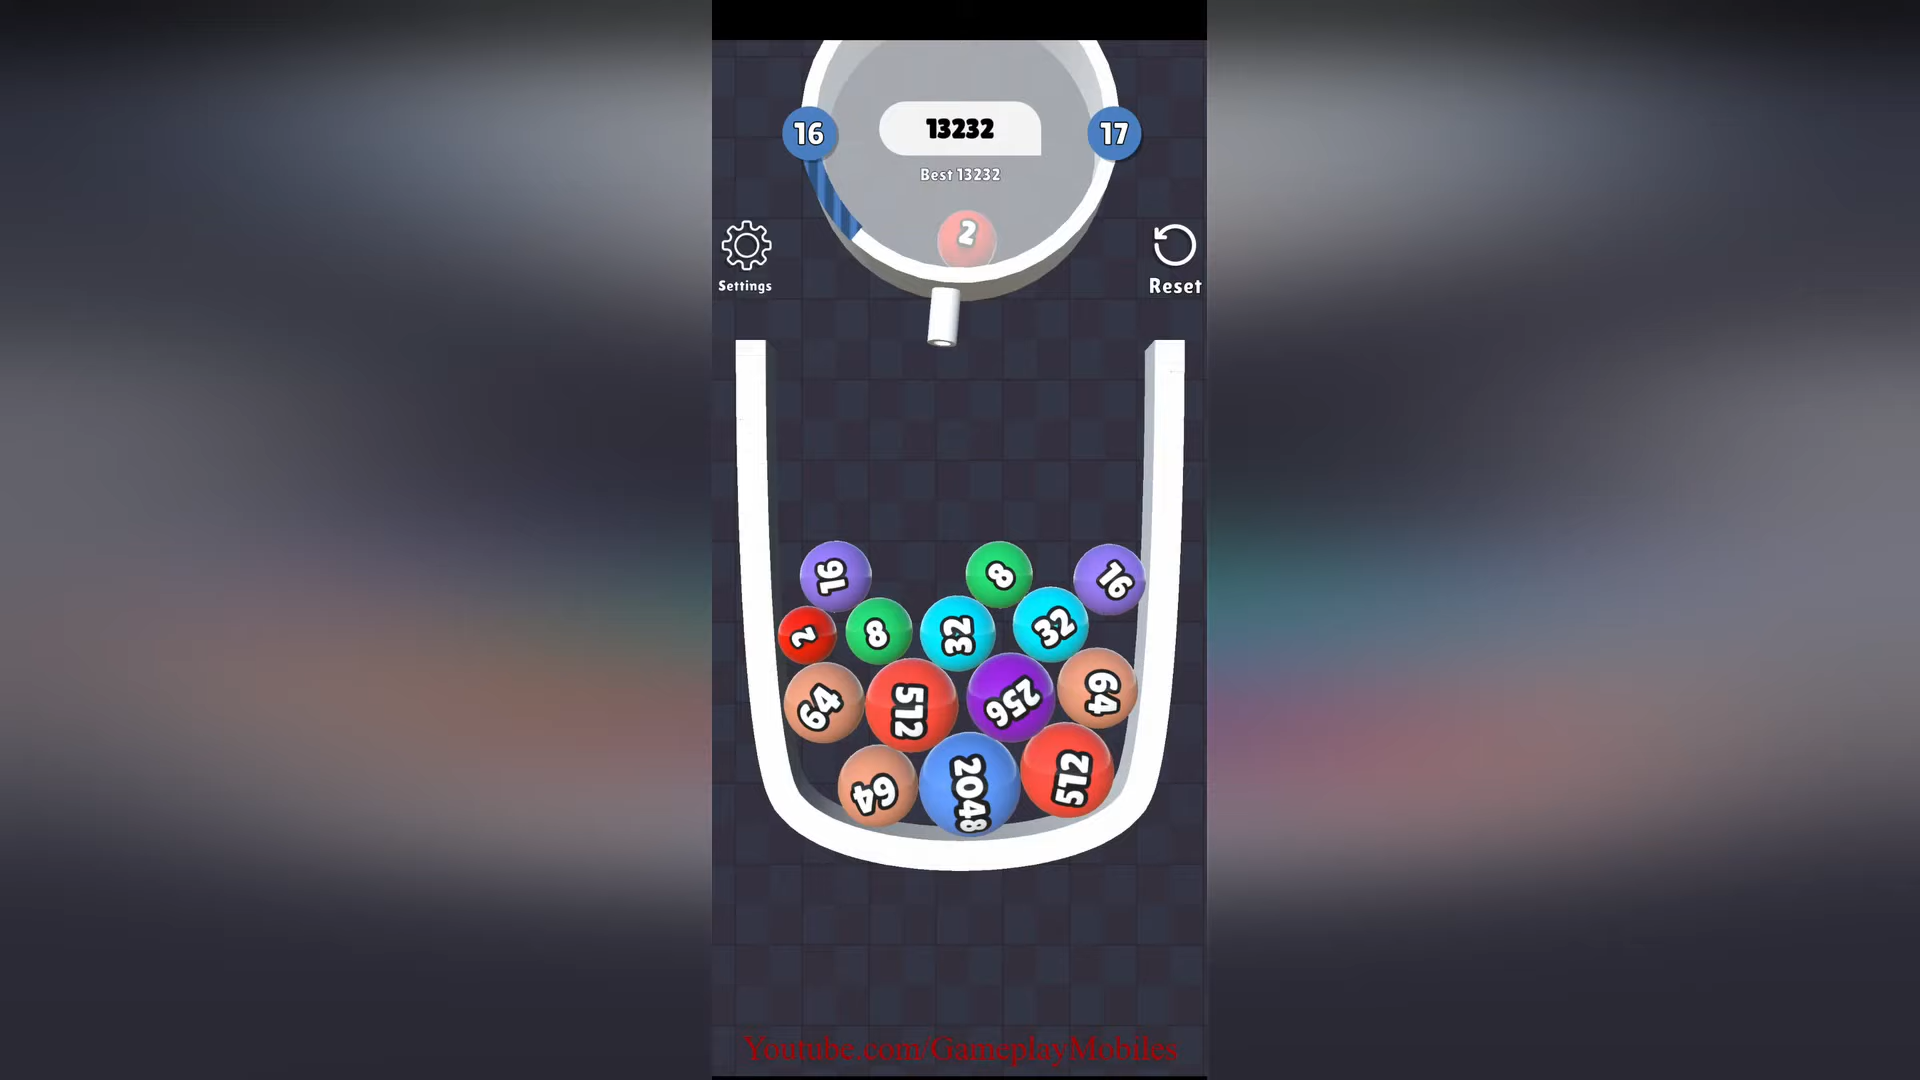 16 13232 17
Best 13232
2
Settings
Reset
16 8 16
2 8 32 32
64 512 256 64
64 2048 512
Youtube.com/GameplayMobiles